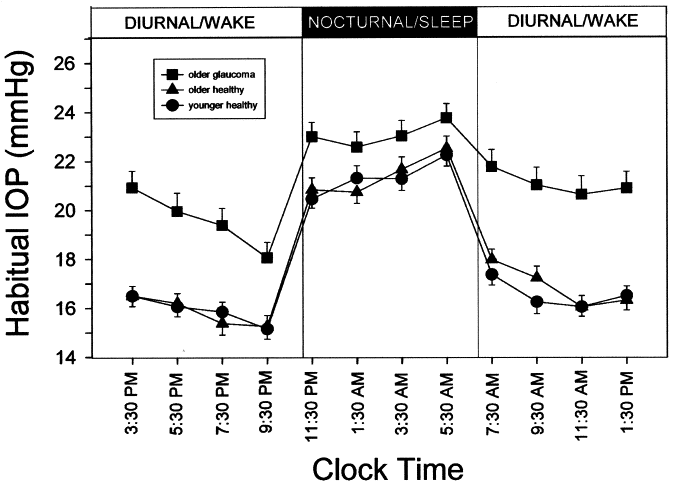 DIURNAL/WAKE NOCTURNAL/SLEEP DIURNAL/WAKE
Habitual IOP (mmHg)
26
24
22
20
18
16
14
older glaucoma
older healthy
younger healthy
3:30 PM
5:30 PM
7:30 PM
9:30 PM
11:30 PM
1:30 AM
3:30 AM
5:30 AM
7:30 AM
9:30 AM
11:30 AM
1:30 PM
Clock Time